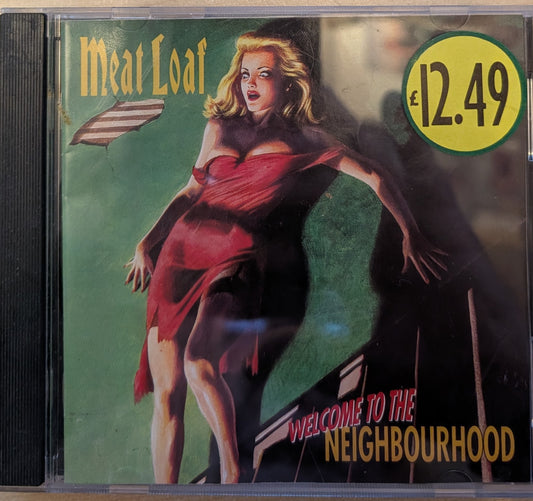 Meat Loaf
£12.49
WELCOME TO THE
NEIGHBOURHOOD